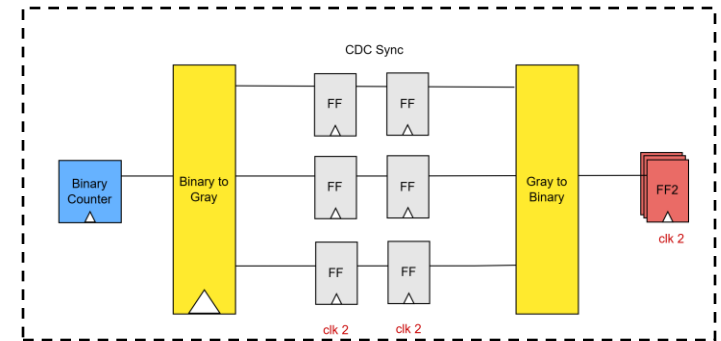 CDC Sync
FF
FF
Binary
Counter
Binary to
Gray
FF
FF
Gray to
Binary
FF2
clk 2
FF
FF
clk 2
clk 2